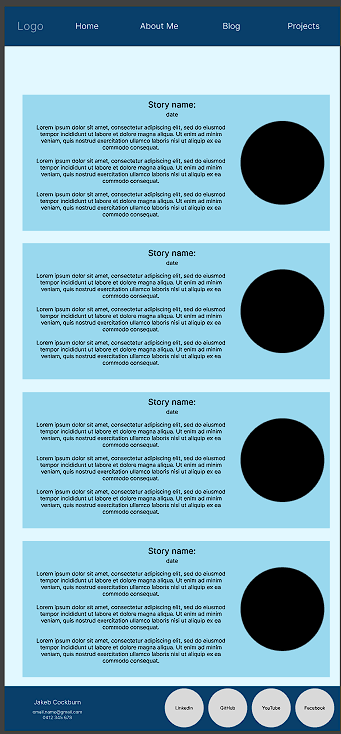 Logo Home About Me Blog Projects
Story name:
date
Lorem ipsum dolor sit amet, consectetur adipiscing elit, sed do eiusmod
tempor incididunt ut labore et dolore magna aliqua. Ut enim ad minim
veniam, quis nostrud exercitation ullamco laboris nisi ut aliquip ex ea
commodo consequat.
Lorem ipsum dolor sit amet, consectetur adipiscing elit, sed do eiusmod
tempor incididunt ut labore et dolore magna aliqua. Ut enim ad minim
veniam, quis nostrud exercitation ullamco laboris nisi ut aliquip ex ea
commodo consequat.
Lorem ipsum dolor sit amet, consectetur adipiscing elit, sed do eiusmod
tempor incididunt ut labore et dolore magna aliqua. Ut enim ad minim
veniam, quis nostrud exercitation ullamco laboris nisi ut aliquip ex ea
commodo consequat.
Story name:
date
Lorem ipsum dolor sit amet, consectetur adipiscing elit, sed do eiusmod
tempor incididunt ut labore et dolore magna aliqua. Ut enim ad minim
veniam, quis nostrud exercitation ullamco laboris nisi ut aliquip ex ea
commodo consequat.
Lorem ipsum dolor sit amet, consectetur adipiscing elit, sed do eiusmod
tempor incididunt ut labore et dolore magna aliqua. Ut enim ad minim
veniam, quis nostrud exercitation ullamco laboris nisi ut aliquip ex ea
commodo consequat.
Lorem ipsum dolor sit amet, consectetur adipiscing elit, sed do eiusmod
tempor incididunt ut labore et dolore magna aliqua. Ut enim ad minim
veniam, quis nostrud exercitation ullamco laboris nisi ut aliquip ex ea
commodo consequat.
Story name:
date
Lorem ipsum dolor sit amet, consectetur adipiscing elit, sed do eiusmod
tempor incididunt ut labore et dolore magna aliqua. Ut enim ad minim
veniam, quis nostrud exercitation ullamco laboris nisi ut aliquip ex ea
commodo consequat.
Lorem ipsum dolor sit amet, consectetur adipiscing elit, sed do eiusmod
tempor incididunt ut labore et dolore magna aliqua. Ut enim ad minim
veniam, quis nostrud exercitation ullamco laboris nisi ut aliquip ex ea
commodo consequat.
Lorem ipsum dolor sit amet, consectetur adipiscing elit, sed do eiusmod
tempor incididunt ut labore et dolore magna aliqua. Ut enim ad minim
veniam, quis nostrud exercitation ullamco laboris nisi ut aliquip ex ea
commodo consequat.
Story name:
date
Lorem ipsum dolor sit amet, consectetur adipiscing elit, sed do eiusmod
tempor incididunt ut labore et dolore magna aliqua. Ut enim ad minim
veniam, quis nostrud exercitation ullamco laboris nisi ut aliquip ex ea
commodo consequat.
Lorem ipsum dolor sit amet, consectetur adipiscing elit, sed do eiusmod
tempor incididunt ut labore et dolore magna aliqua. Ut enim ad minim
veniam, quis nostrud exercitation ullamco laboris nisi ut aliquip ex ea
commodo consequat.
Lorem ipsum dolor sit amet, consectetur adipiscing elit, sed do eiusmod
tempor incididunt ut labore et dolore magna aliqua. Ut enim ad minim
veniam, quis nostrud exercitation ullamco laboris nisi ut aliquip ex ea
commodo consequat.
Jakeb Cockburn
email.name@gmail.com
0412 345 678
LinkedIn GitHub YouTube Facebook